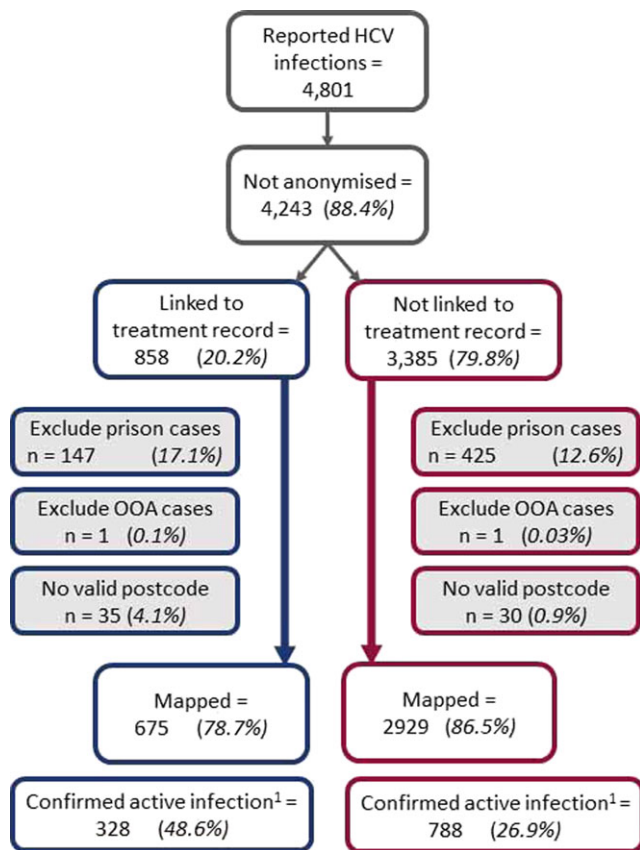 Reported HCV
infections =
4,801
Not anonymised =
4,243 (88.4%)
Linked to
treatment record =
858 (20.2%)
Not linked to
treatment record =
3,385 (79.8%)
Exclude prison cases
n = 147 (17.1%)
Exclude OOA cases
n = 1 (0.1%)
No valid postcode
n = 35 (4.1%)
Exclude prison cases
n = 425 (12.6%)
Exclude OOA cases
n = 1 (0.03%)
No valid postcode
n = 30 (0.9%)
Mapped =
675 (78.7%)
Mapped =
2929 (86.5%)
Confirmed active infection¹ =
328 (48.6%)
Confirmed active infection¹ =
788 (26.9%)